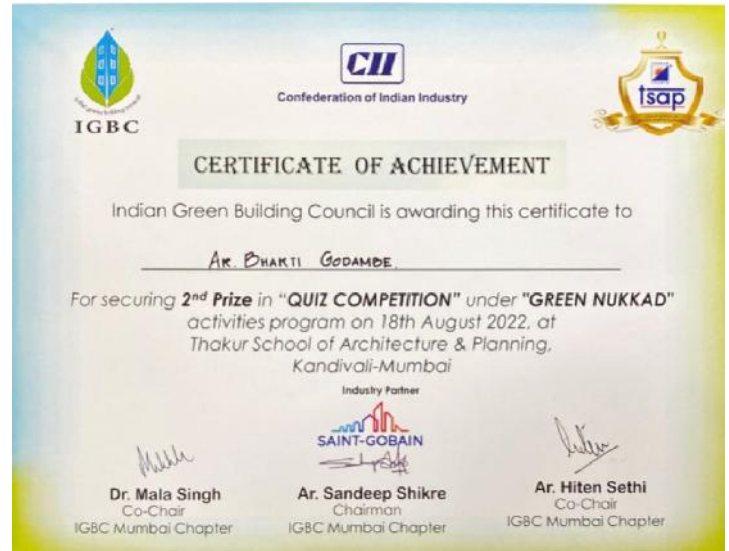 IGBC
CII
Confederation of Indian Industry
tsap
CERTIFICATE OF ACHIEVEMENT
Indian Green Building Council is awarding this certificate to
AR. BHAKTI GODAMBE.
For securing 2nd Prize in "QUIZ COMPETITION" under "GREEN NUKKAD"
activities program on 18th August 2022, at
Thakur School of Architecture & Planning,
Kandivali-Mumbai
Industry Partner
SAINT-GOBAIN
Dr. Mala Singh
Co-Chair
IGBC Mumbai Chapter
Ar. Sandeep Shikre
Chairman
IGBC Mumbai Chapter
Ar. Hiten Sethi
Co-Chair
IGBC Mumbai Chapter